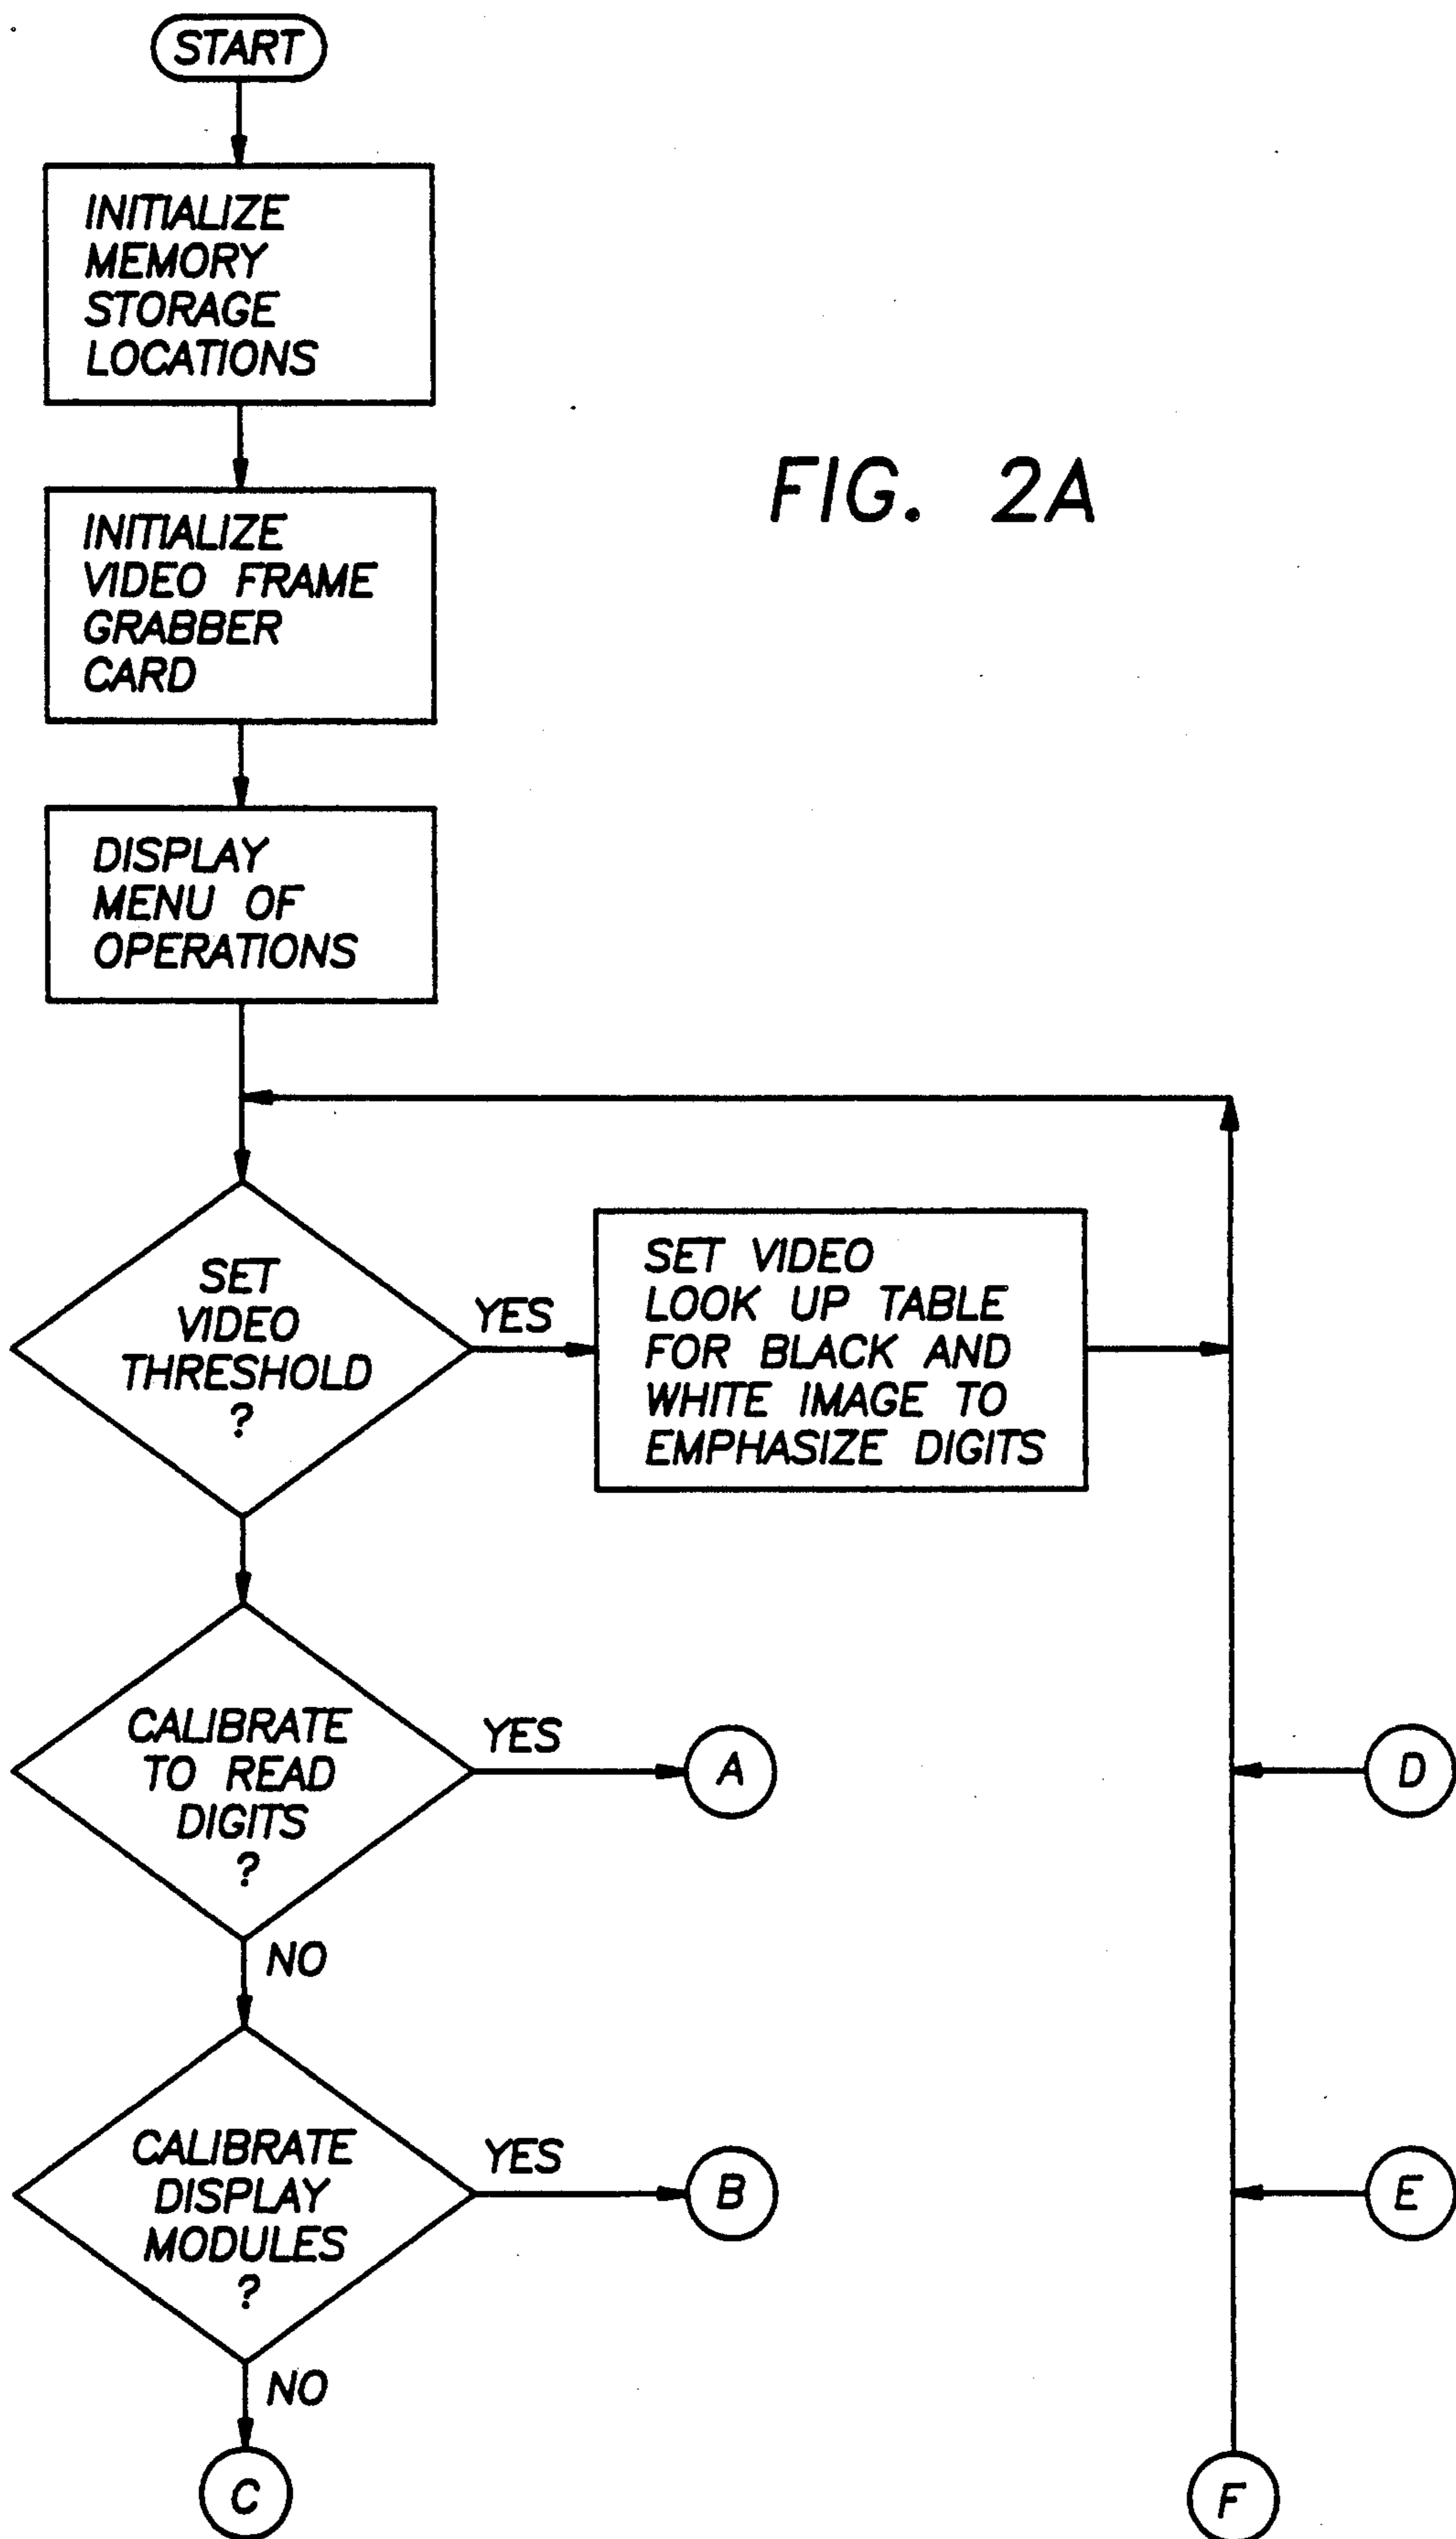 START
INITIALIZE
MEMORY
STORAGE
LOCATIONS
FIG. 2A
INITIALIZE
VIDEO FRAME
GRABBER
CARD
DISPLAY
MENU OF
OPERATIONS
SET
VIDEO
THRESHOLD
?
YES
SET VIDEO
LOOK UP TABLE
FOR BLACK AND
WHITE IMAGE TO
EMPHASIZE DIGITS
CALIBRATE
TO READ
DIGITS
?
YES
A
D
NO
CALIBRATE
DISPLAY
MODULES
?
YES
B
E
NO
C
F